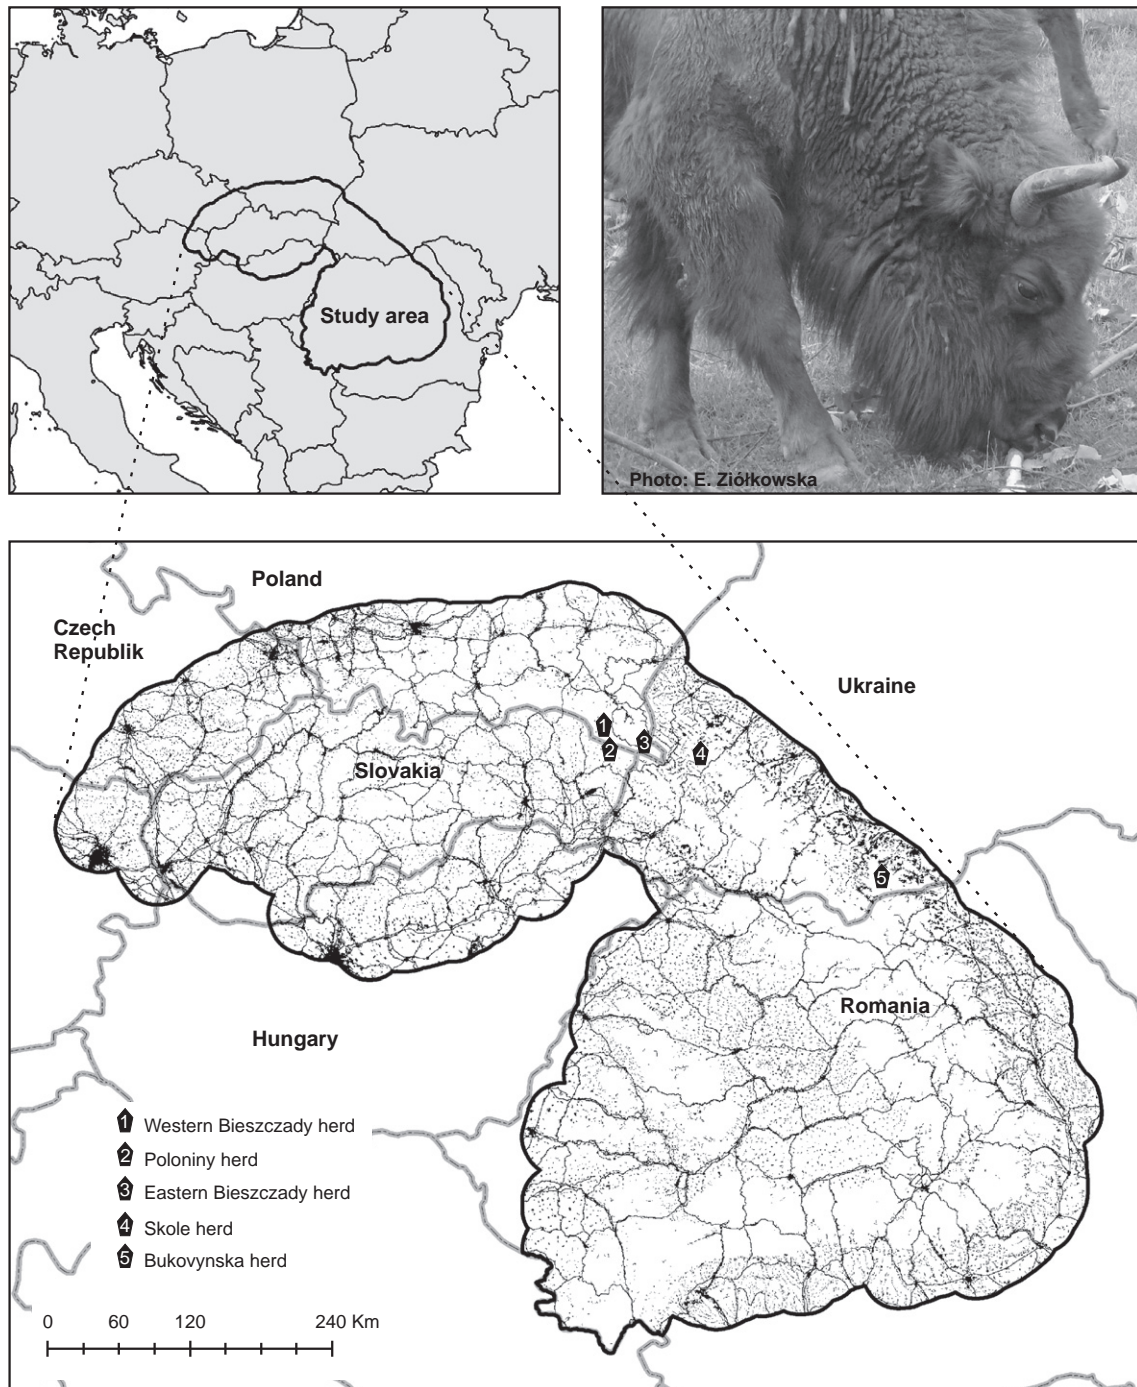 Study area
Photo: E. Ziółkowska
Poland
Czech
Republik
Ukraine
1
2
3
4
Slovakia
5
Romania
Hungary
1 Western Bieszczady herd
2 Poloniny herd
3 Eastern Bieszczady herd
4 Skole herd
5 Bukovynska herd
0 60 120 240 Km